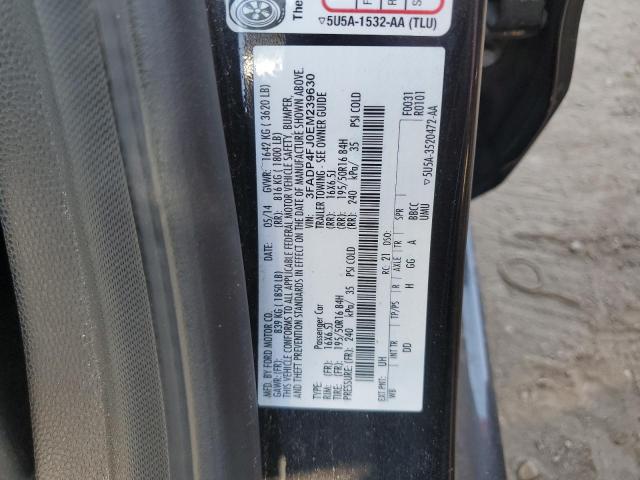 The
5U5A-1532-AA (TLU)
MFD. BY FORD MOTOR CO.
DATE: 05/14 GVWR: 1642 KG ( 3620 LB)
GAWR: (FR): 839 KG ( 1850 LB) (RR): 816 KG ( 1800 LB)
THIS VEHICLE CONFORMS TO ALL APPLICABLE FEDERAL MOTOR VEHICLE SAFETY, BUMPER,
AND THEFT PREVENTION STANDARDS IN EFFECT ON THE DATE OF MANUFACTURE SHOWN ABOVE.
VIN: 3FADP4FJ0EM239630
TYPE: Passenger Car TRAILER TOWING - SEE OWNER GUIDE
RIM: (FR): 16X6.5J (RR): 16X6.5J
TIRE: (FR): 195/50R16 84H (RR): 195/50R16 84H
PRESSURE: (FR): 240 kPa/ 35 PSI COLD (RR): 240 kPa/ 35 PSI COLD
EXT PNT: UH RC: 21 DSO: F0031
R0101
WB INT TR TP/PS R AXLE TR SPR
DD H GG A BBCC
UMU
5U5A-3520472-AA